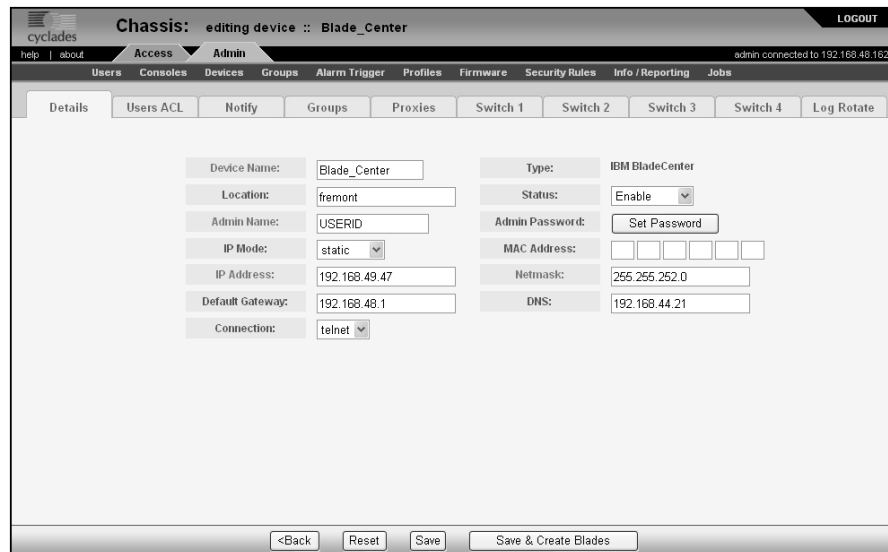 LOGOUT
cyclades
Chassis: editing device :: Blade_Center
help | about
Access Admin
admin connected to 192.168.48.162
Users Consoles Devices Groups Alarm Trigger Profiles Firmware Security Rules Info / Reporting Jobs
Details Users ACL Notify Groups Proxies Switch 1 Switch 2 Switch 3 Switch 4 Log Rotate
Device Name: Blade_Center Type: IBM BladeCenter
Location: fremont Status: Enable
Admin Name: USERID Admin Password: Set Password
IP Mode: static MAC Address:
IP Address: 192.168.49.47 Netmask: 255.255.252.0
Default Gateway: 192.168.48.1 DNS: 192.168.44.21
Connection: telnet
<Back Reset Save Save & Create Blades